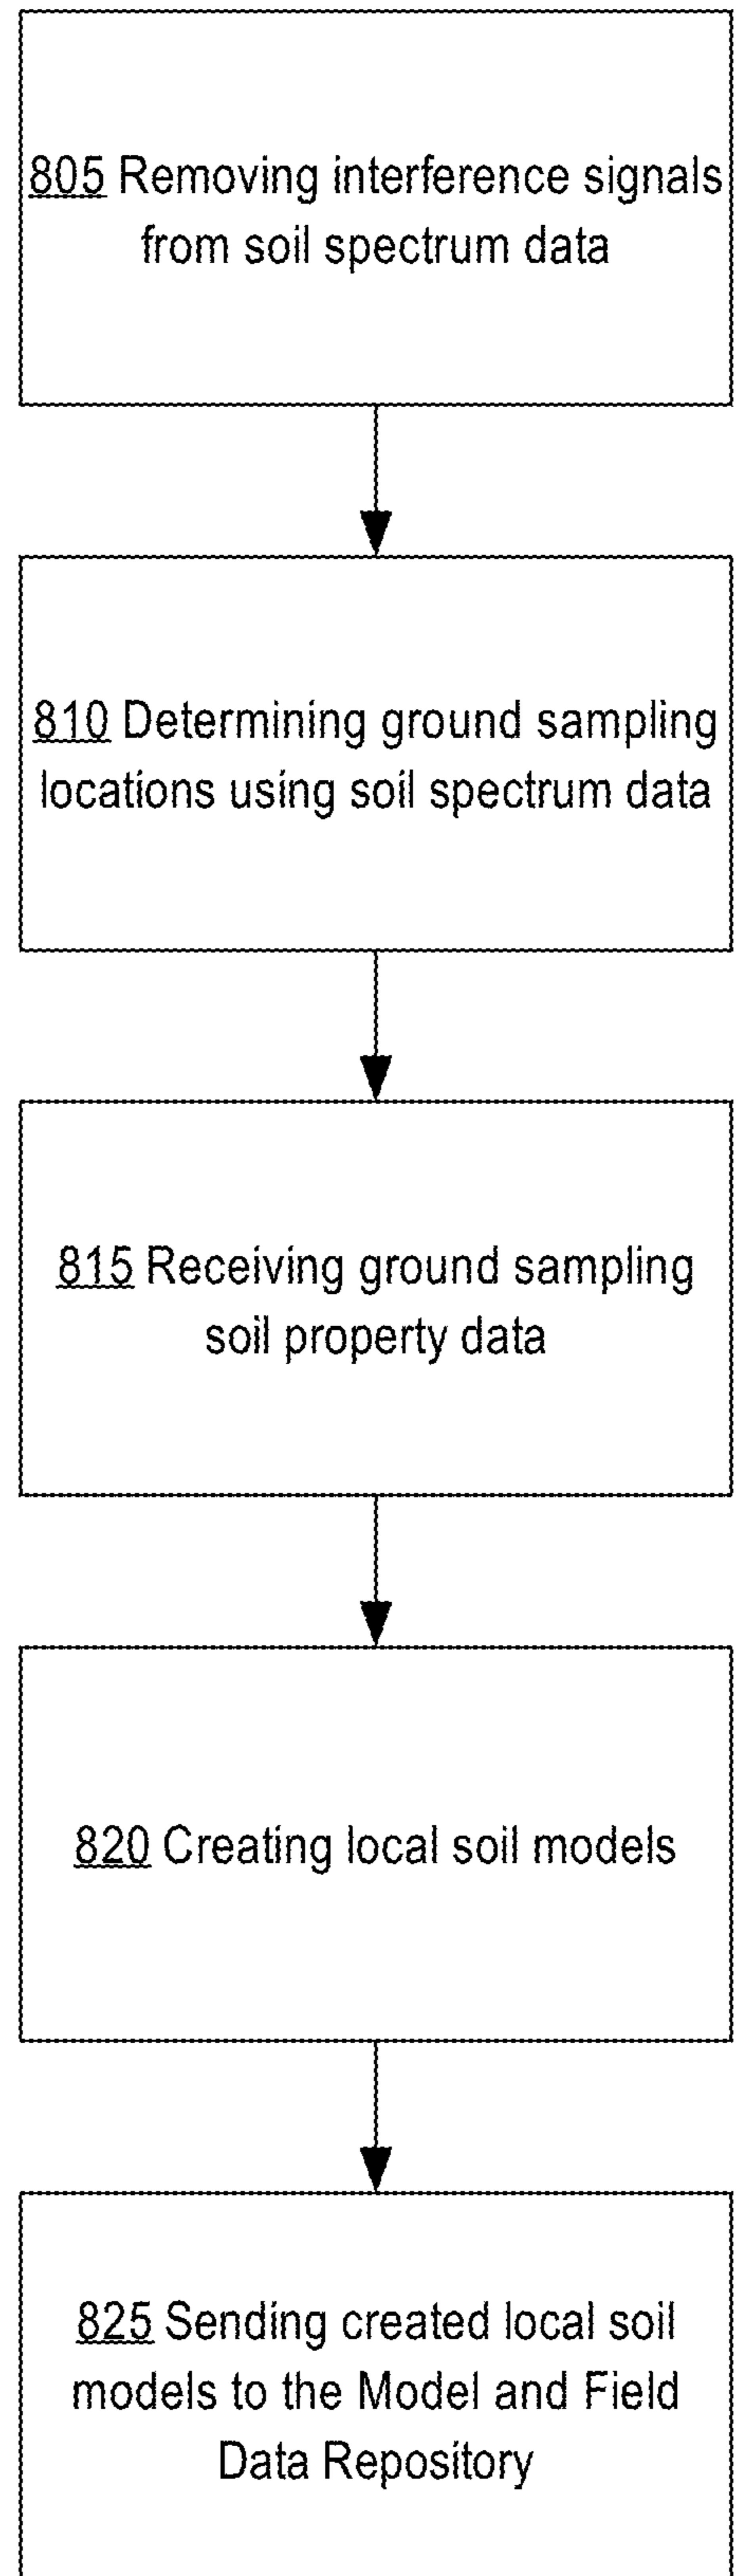 805 Removing interference signals
from soil spectrum data
810 Determining ground sampling
locations using soil spectrum data
815 Receiving ground sampling
soil property data
820 Creating local soil models
825 Sending created local soil
models to the Model and Field
Data Repository